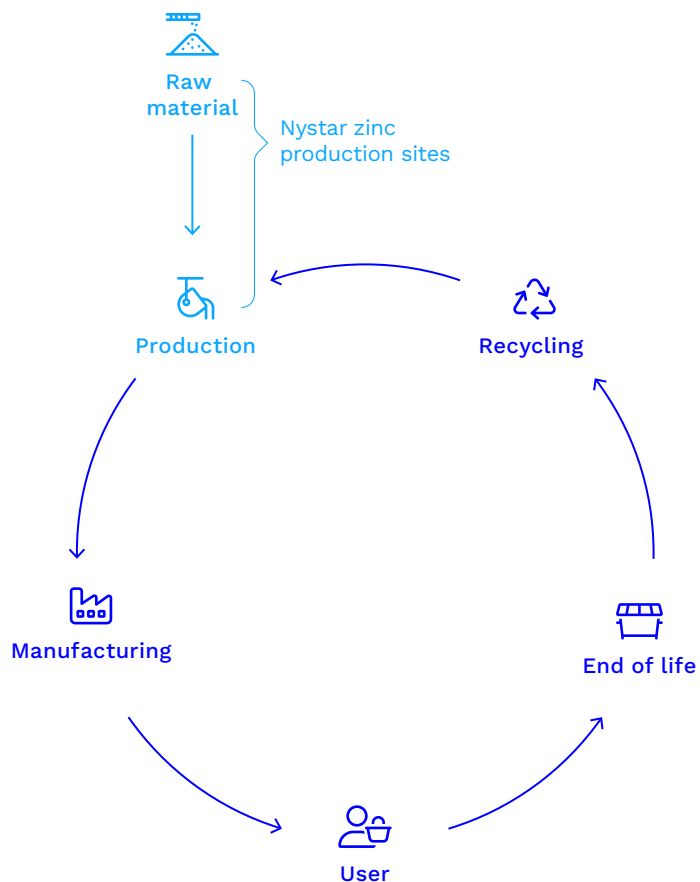 Raw
material
Nystar zinc
production sites
Production
Recycling
Manufacturing
End of life
User